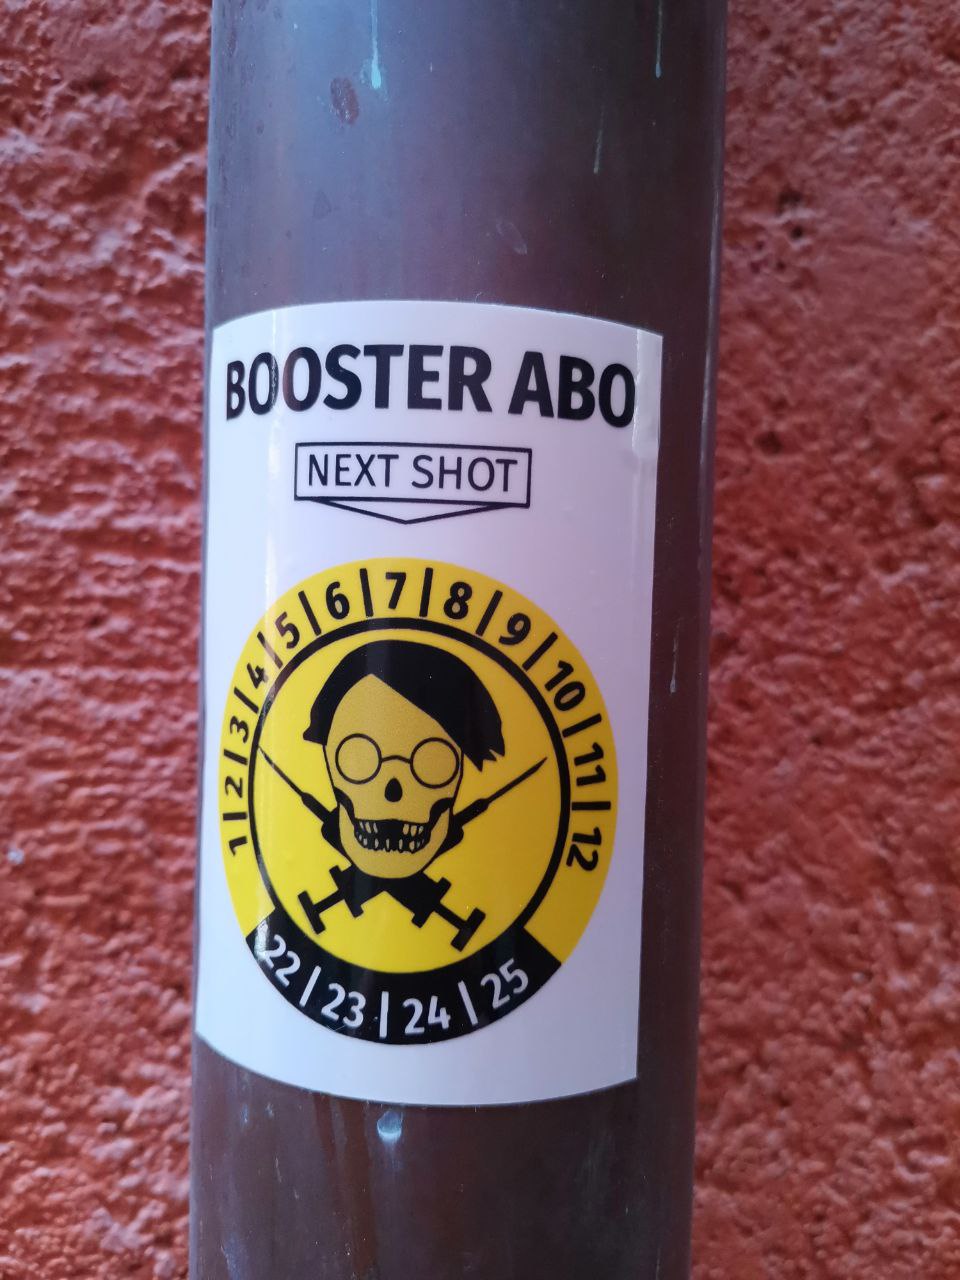 BOOSTER ABO
NEXT SHOT
1 | 2 | 3 | 4 | 5 | 6 | 7 | 8 | 9 | 10 | 11 | 12
22 | 23 | 24 | 25